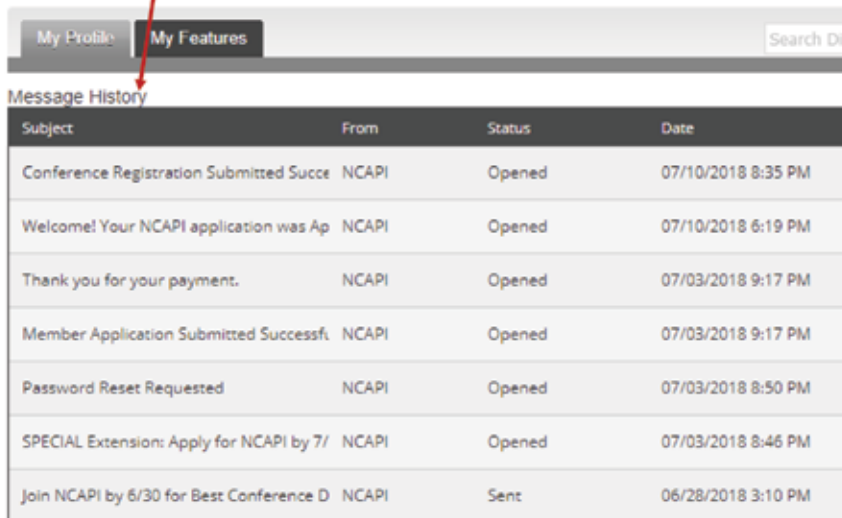 My Profile My Features Search Di
Message History
Subject From Status Date
Conference Registration Submitted Succe NCAPI Opened 07/10/2018 8:35 PM
Welcome! Your NCAPI application was Ap NCAPI Opened 07/10/2018 6:19 PM
Thank you for your payment. NCAPI Opened 07/03/2018 9:17 PM
Member Application Submitted Successfu NCAPI Opened 07/03/2018 9:17 PM
Password Reset Requested NCAPI Opened 07/03/2018 8:50 PM
SPECIAL Extension: Apply for NCAPI by 7/ NCAPI Opened 07/03/2018 8:46 PM
Join NCAPI by 6/30 for Best Conference D NCAPI Sent 06/28/2018 3:10 PM